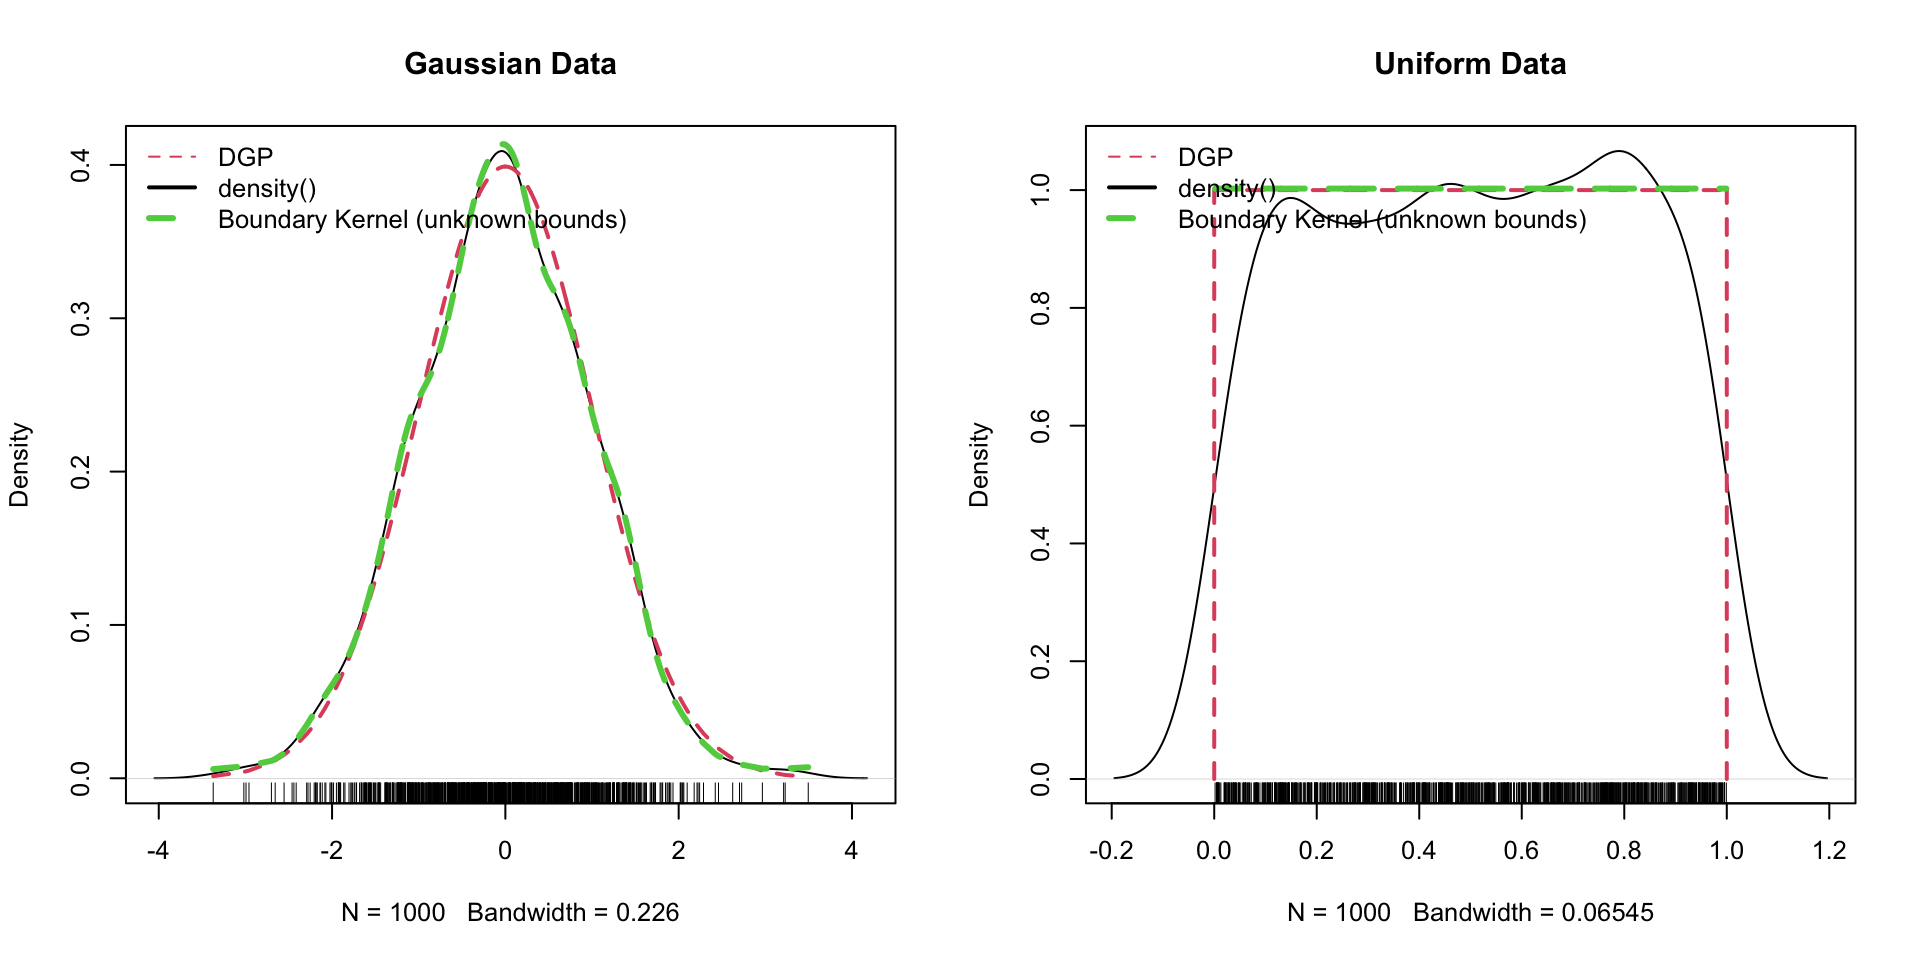 Gaussian Data
DGP
density()
Boundary Kernel (unknown bounds)
Density
0.0
0.1
0.2
0.3
0.4
-4
-2
0
2
4
N = 1000 Bandwidth = 0.226
Uniform Data
DGP
density()
Boundary Kernel (unknown bounds)
Density
0.0
0.2
0.4
0.6
0.8
1.0
-0.2
0.0
0.2
0.4
0.6
0.8
1.0
1.2
N = 1000 Bandwidth = 0.06545